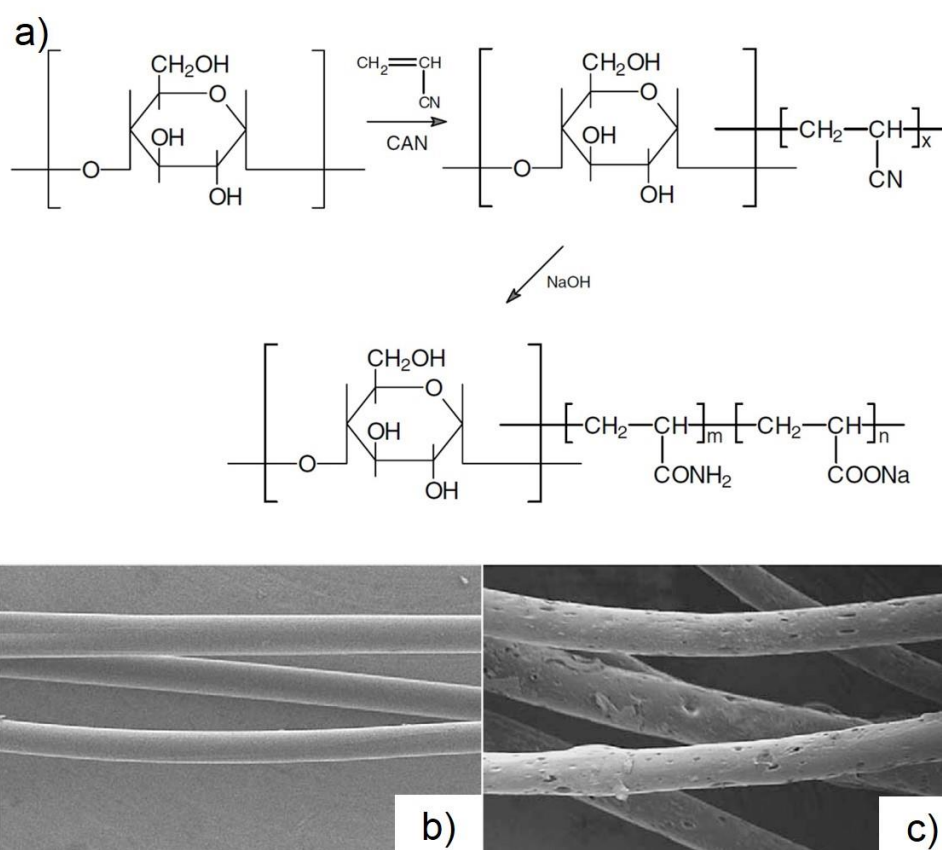 a)
CH2OH
O
OH
O
OH
CH2=CH
CN
CAN
CH2OH
O
OH
O
OH
[CH2—CH]x
CN
NaOH
CH2OH
O
OH
O
OH
[CH2—CH]m[CH2—CH]n
CONH2
COONa
b)
c)